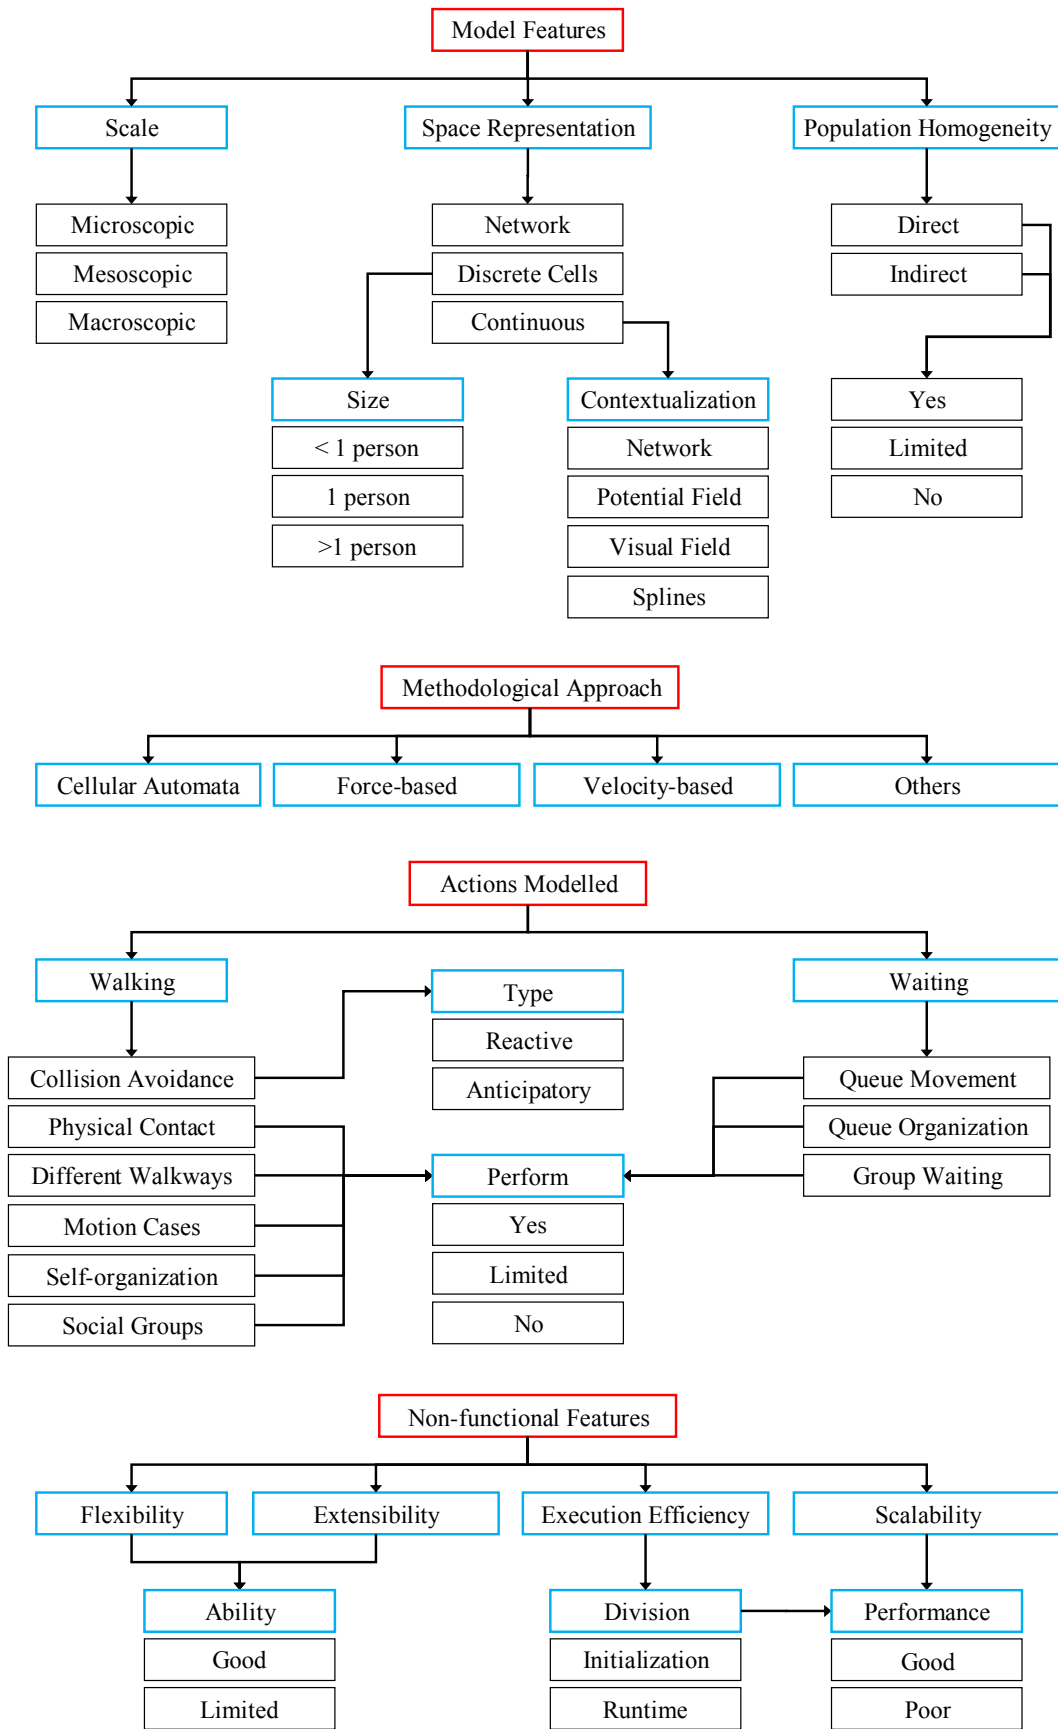 Model Features
Scale
Space Representation
Population Homogeneity
Microscopic
Mesoscopic
Macroscopic
Network
Discrete Cells
Continuous
Direct
Indirect
Size
< 1 person
1 person
>1 person
Contextualization
Network
Potential Field
Visual Field
Splines
Yes
Limited
No
Methodological Approach
Cellular Automata
Force-based
Velocity-based
Others
Actions Modelled
Walking
Type
Waiting
Reactive
Anticipatory
Collision Avoidance
Physical Contact
Different Walkways
Motion Cases
Self-organization
Social Groups
Perform
Yes
Limited
No
Queue Movement
Queue Organization
Group Waiting
Non-functional Features
Flexibility
Extensibility
Execution Efficiency
Scalability
Ability
Good
Limited
Division
Initialization
Runtime
Performance
Good
Poor